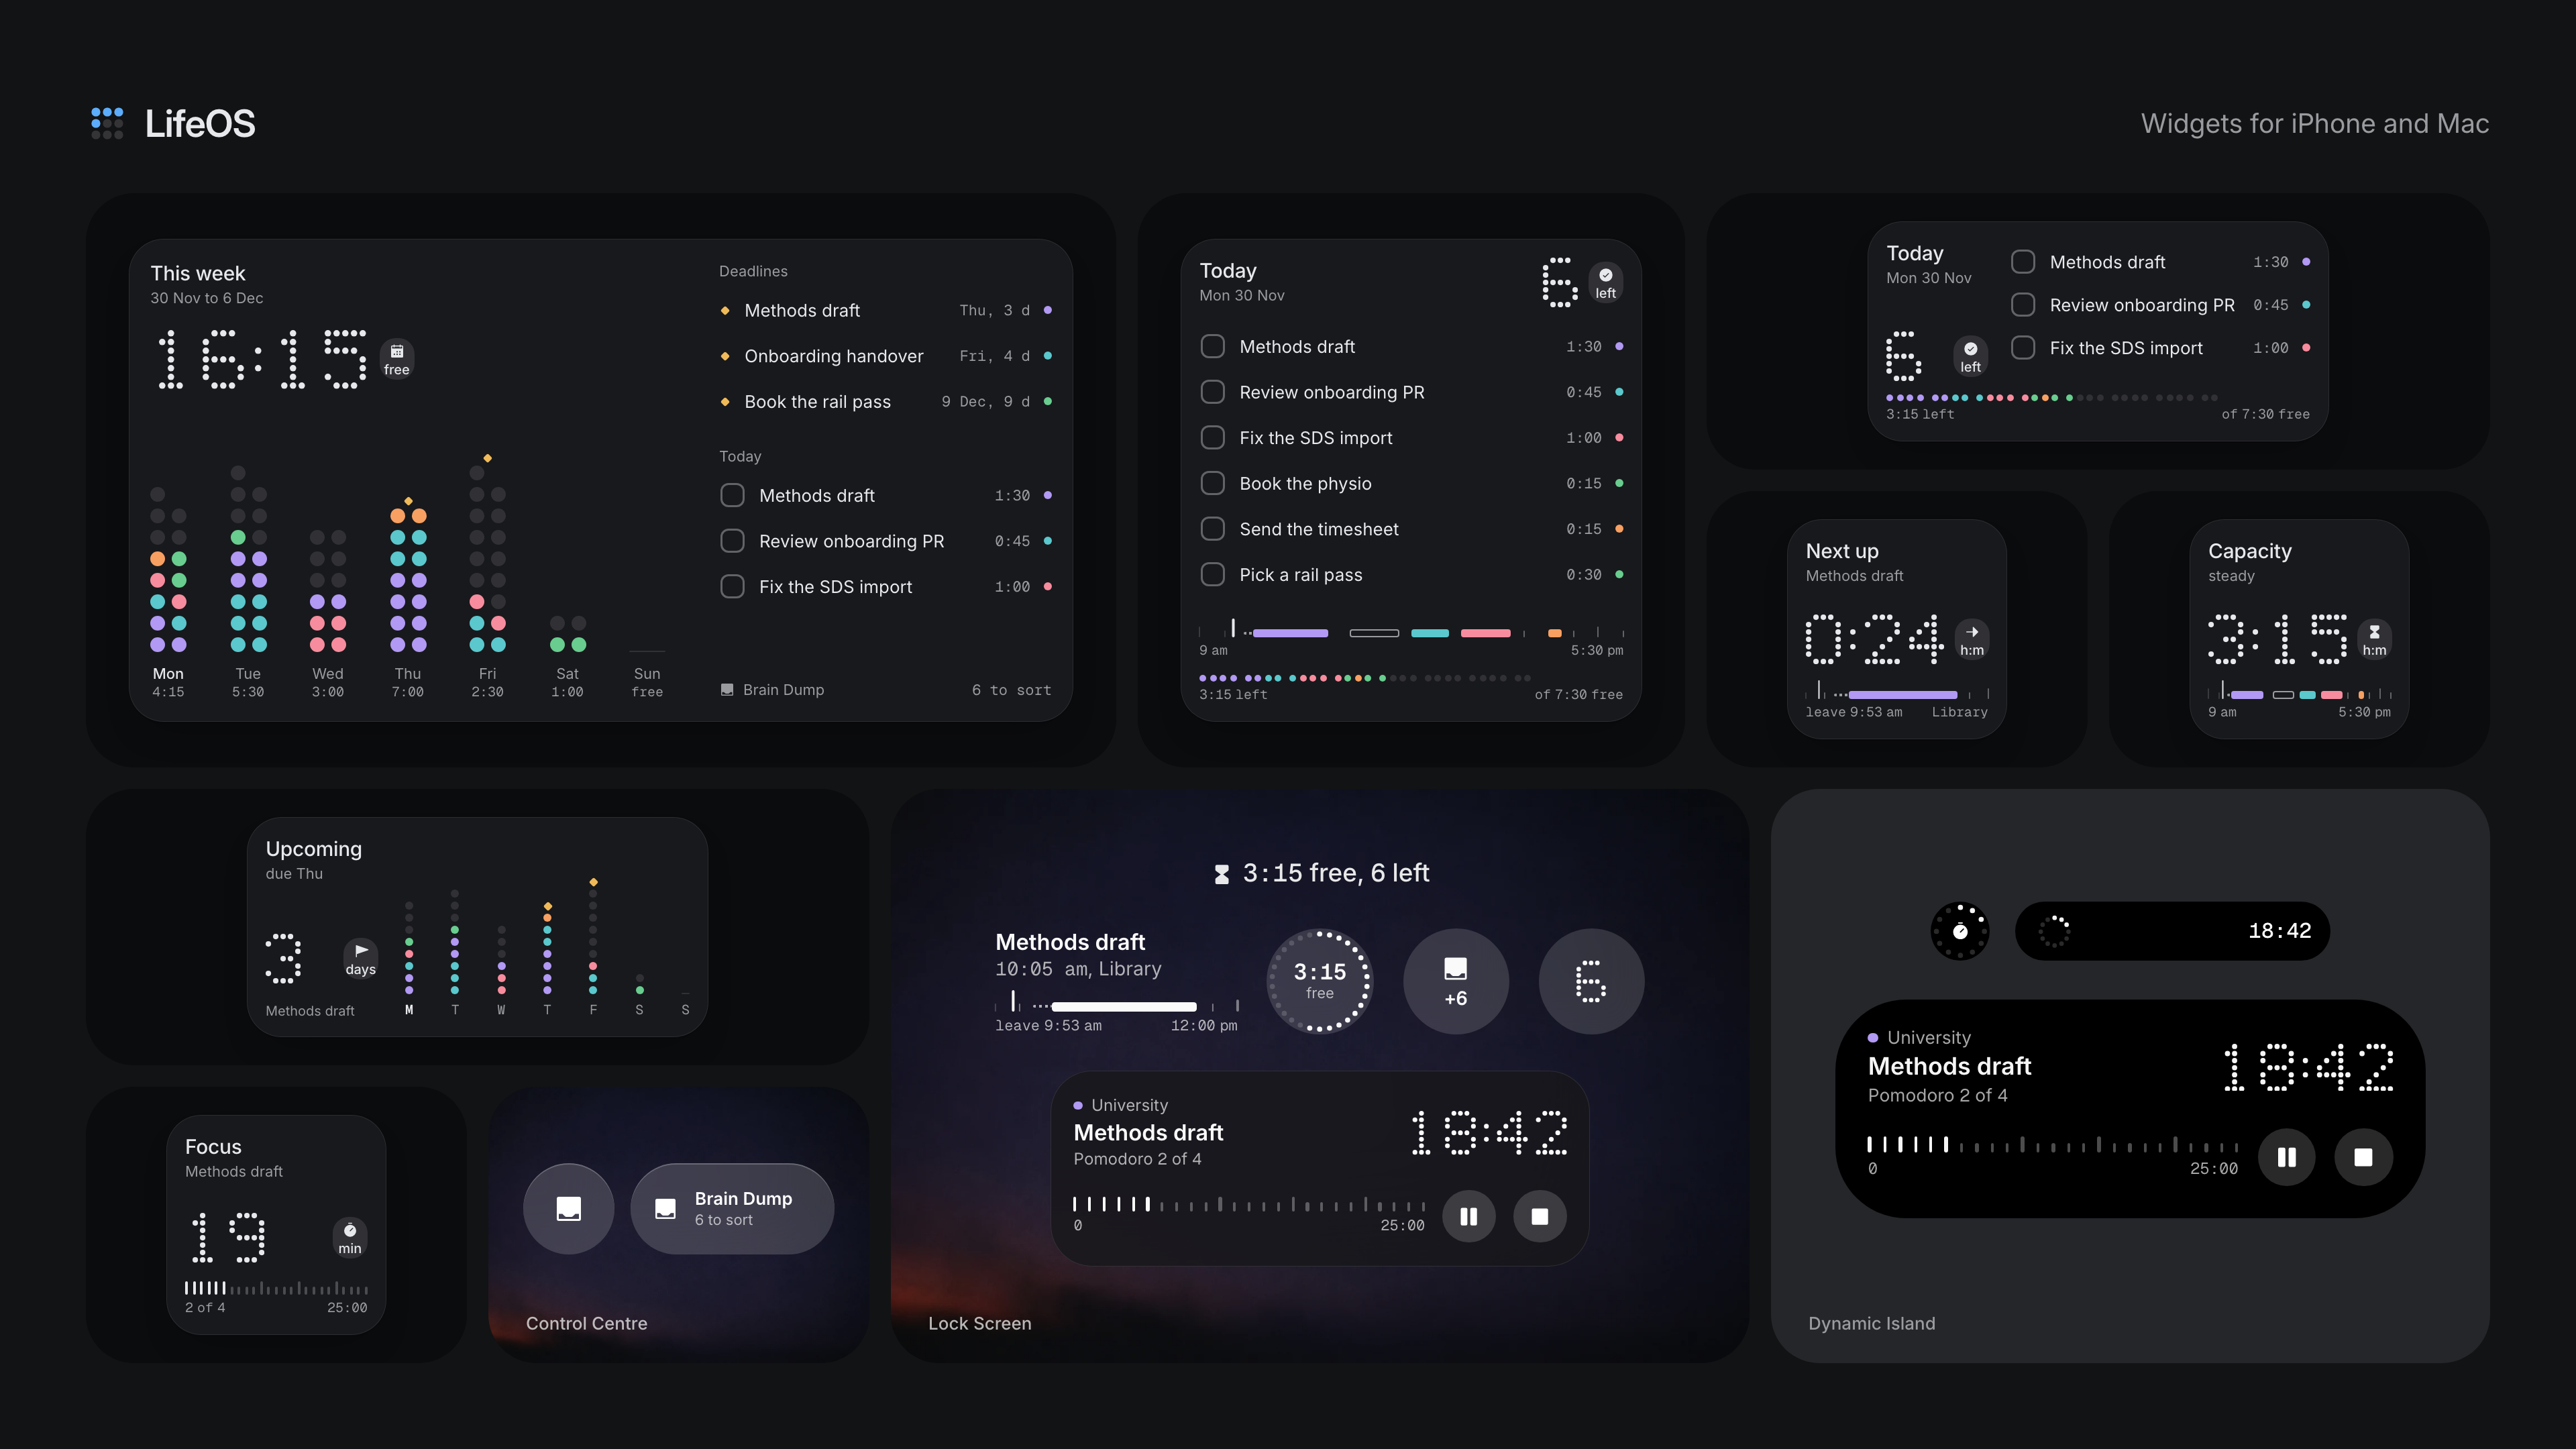 LifeOS
Widgets for iPhone and Mac
This week
30 Nov to 6 Dec
16:15
free
Mon
4:15
Tue
5:30
Wed
3:00
Thu
7:00
Fri
2:30
Sat
1:00
Sun
free
Deadlines
Methods draft Thu, 3 d
Onboarding handover Fri, 4 d
Book the rail pass 9 Dec, 9 d
Today
Methods draft 1:30
Review onboarding PR 0:45
Fix the SDS import 1:00
Brain Dump 6 to sort
Today
Mon 30 Nov
6
left
Methods draft 1:30
Review onboarding PR 0:45
Fix the SDS import 1:00
Book the physio 0:15
Send the timesheet 0:15
Pick a rail pass 0:30
9 am 5:30 pm
3:15 left of 7:30 free
Today
Mon 30 Nov
6
left
Methods draft 1:30
Review onboarding PR 0:45
Fix the SDS import 1:00
3:15 left of 7:30 free
Next up
Methods draft
0:24
h:m
leave 9:53 am Library
Capacity
steady
3:15
h:m
9 am 5:30 pm
Upcoming
due Thu
3
days
Methods draft
M T W T F S S
Focus
Methods draft
19
min
2 of 4 25:00
Brain Dump
6 to sort
Control Centre
3:15 free, 6 left
Methods draft
10:05 am, Library
leave 9:53 am 12:00 pm
3:15
free
+6
6
University
Methods draft
Pomodoro 2 of 4
18:42
0 25:00
Lock Screen
18:42
University
Methods draft
Pomodoro 2 of 4
18:42
0 25:00
Dynamic Island